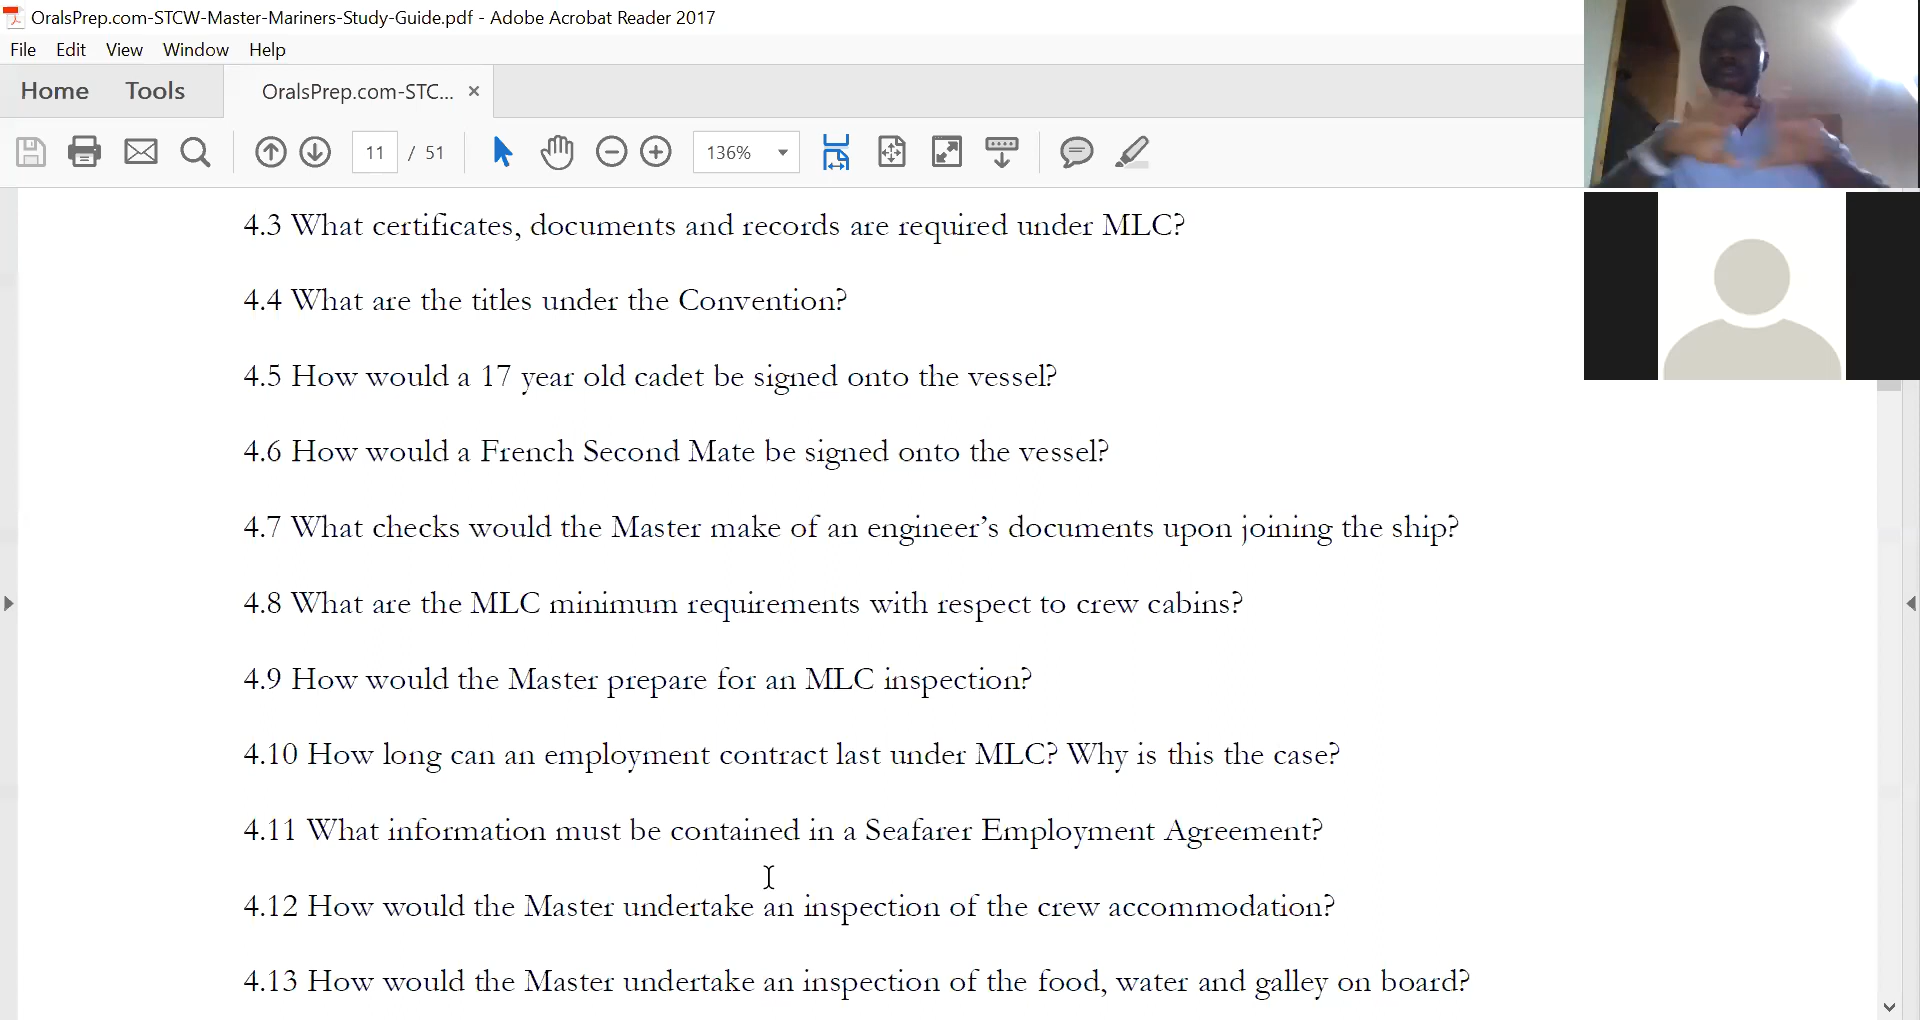 OralsPrep.com-STCW-Master-Mariners-Study-Guide.pdf - Adobe Acrobat Reader 2017
File Edit View Window Help
Home Tools OralsPrep.com-STC... ×
11 / 51 136%
4.3 What certificates, documents and records are required under MLC?
4.4 What are the titles under the Convention?
4.5 How would a 17 year old cadet be signed onto the vessel?
4.6 How would a French Second Mate be signed onto the vessel?
4.7 What checks would the Master make of an engineer’s documents upon joining the ship?
4.8 What are the MLC minimum requirements with respect to crew cabins?
4.9 How would the Master prepare for an MLC inspection?
4.10 How long can an employment contract last under MLC? Why is this the case?
4.11 What information must be contained in a Seafarer Employment Agreement?
4.12 How would the Master undertake an inspection of the crew accommodation?
4.13 How would the Master undertake an inspection of the food, water and galley on board?